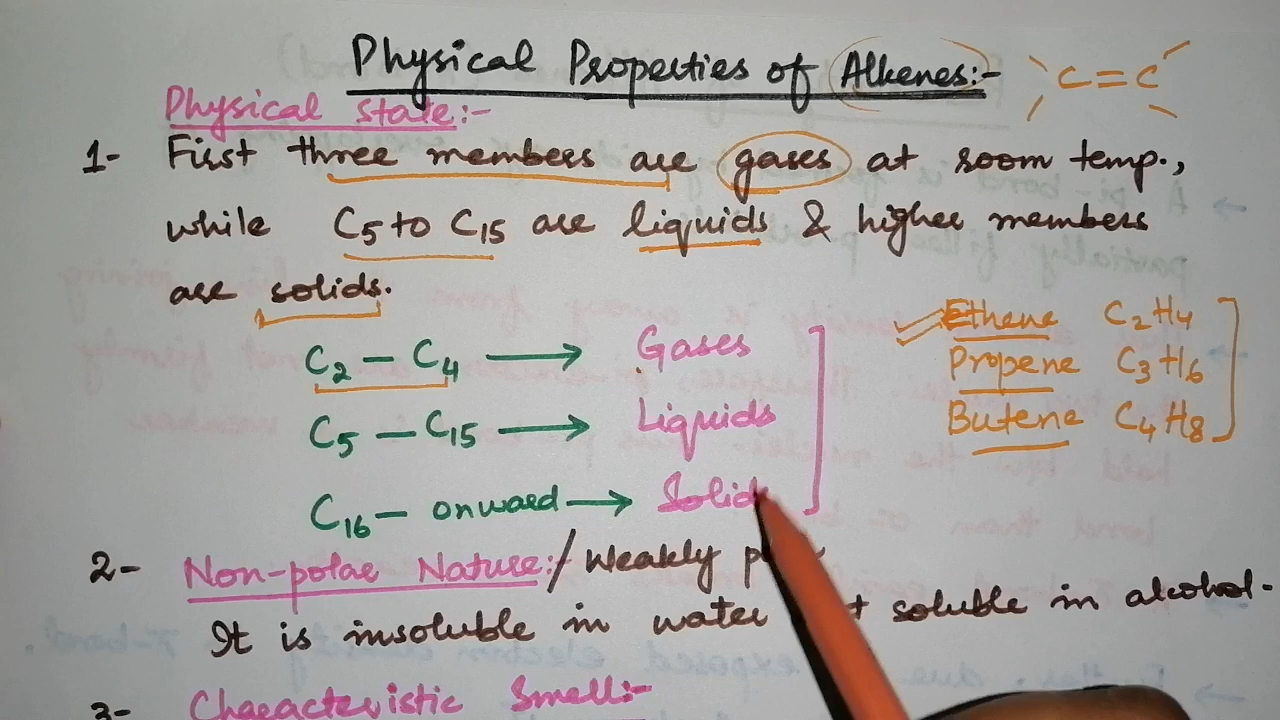 Physical Properties of Alkenes:-
C=C
Physical state:-
1- First three members are gases at room temp.,
while C5 to C15 are liquids & higher members
are solids.
Ethene C2H4
Propene C3H6
Butene C4H8
C2 – C4 → Gases
C5 – C15 → Liquids
C16 – onward → Solid
2- Non-polar Nature:/Weakly
It is insoluble in water soluble in alcohol.
3- Characteristic Smell:-